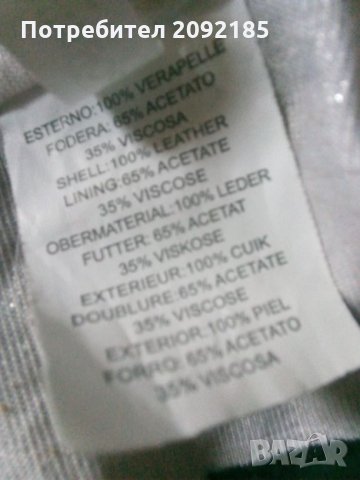 Потребител 2092185
ESTERNO:100% VERAPELLE
FODERA: 65% ACETATO
35% VISCOSA
SHELL:100% LEATHER
LINING:65% ACETATE
35% VISCOSE
OBERMATERIAL:100% LEDER
FUTTER: 65% ACETAT
35% VISKOSE
EXTERIEUR:100% CUIK
DOUBLURE: 65% ACETATE
35% VISCOSE
EXTERIOR:100% PIEL
FORRO: 65% ACETATO
35% VISCOSA
BAZAR